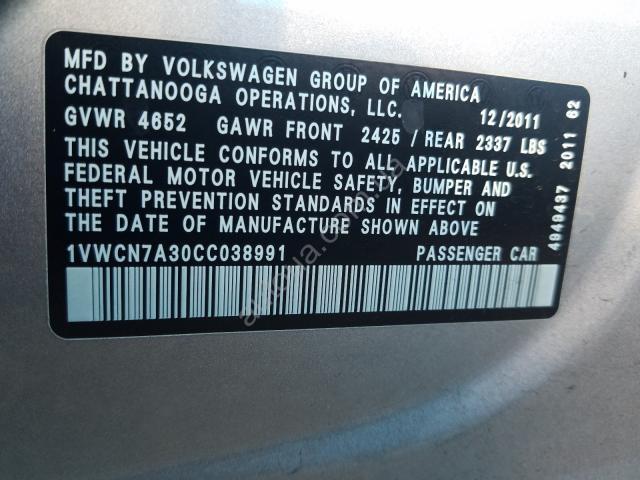 MFD BY VOLKSWAGEN GROUP OF AMERICA
CHATTANOOGA OPERATIONS, LLC. 12/2011
GVWR 4652 GAWR FRONT 2425 / REAR 2337 LBS
THIS VEHICLE CONFORMS TO ALL APPLICABLE U.S.
FEDERAL MOTOR VEHICLE SAFETY, BUMPER AND
THEFT PREVENTION STANDARDS IN EFFECT ON
THE DATE OF MANUFACTURE SHOWN ABOVE
1VWCN7A30CC038991 PASSENGER CAR
4949437 2011 62